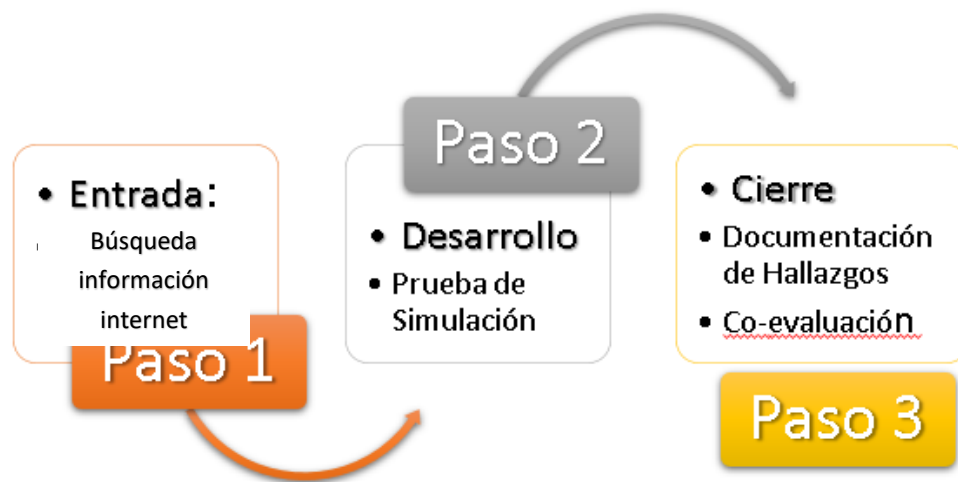 • Entrada:
Búsqueda
información
internet
Paso 1
Paso 2
• Desarrollo
• Prueba de
Simulación
• Cierre
• Documentación
de Hallazgos
• Co-evaluación
Paso 3